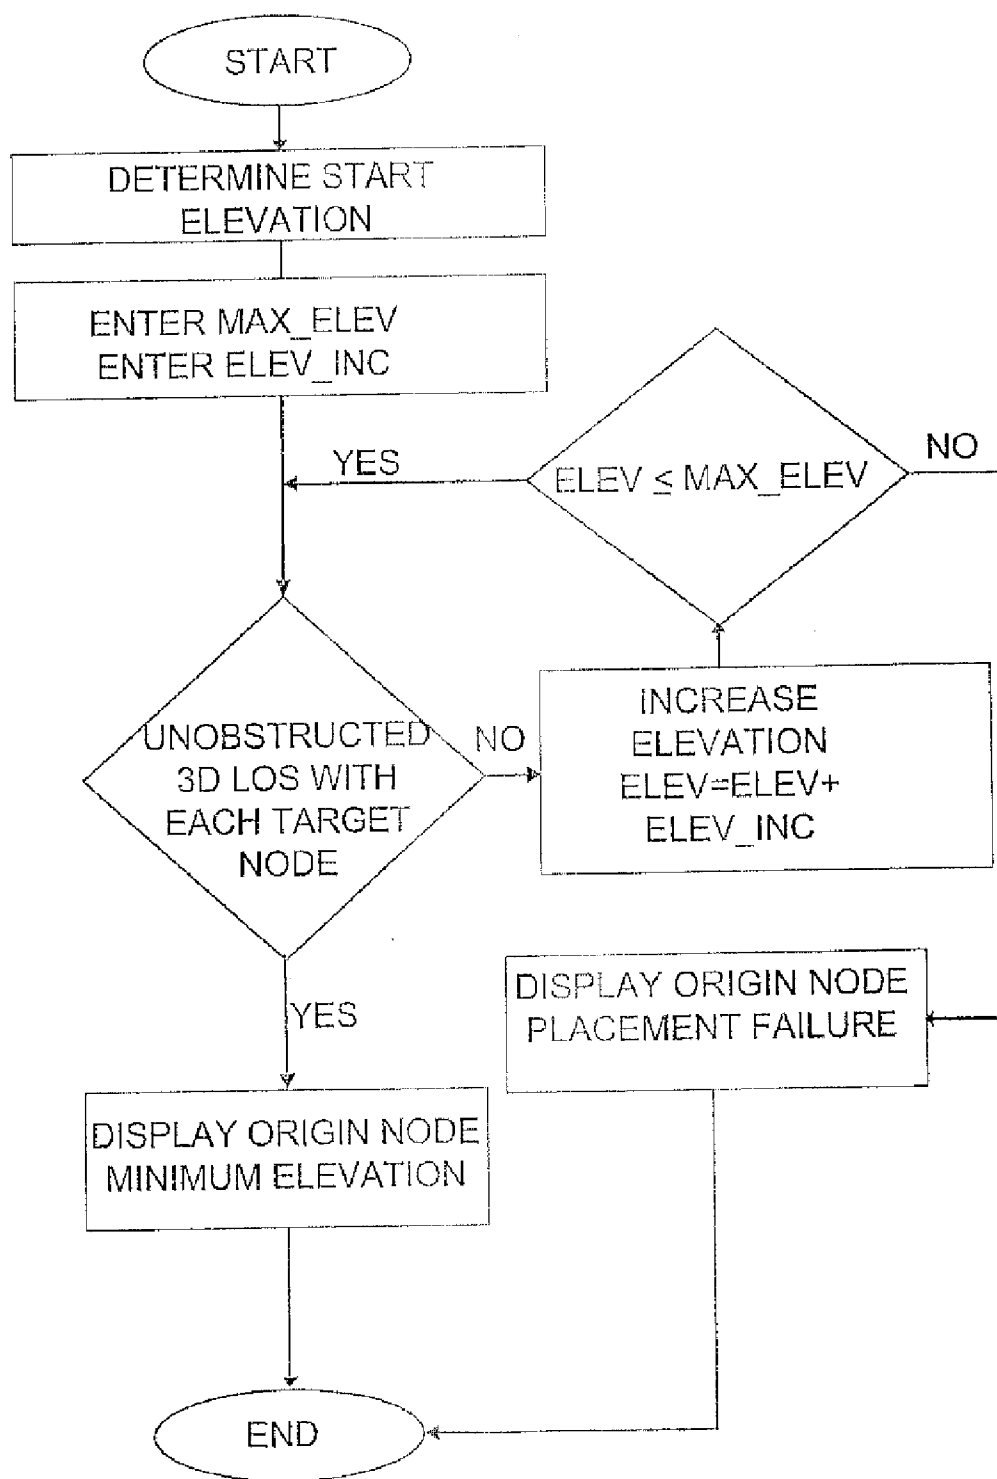 START
DETERMINE START
ELEVATION
ENTER MAX_ELEV
ENTER ELEV_INC
YES
ELEV ≤ MAX_ELEV
NO
UNOBSTRUCTED
3D LOS WITH
EACH TARGET
NODE
NO
INCREASE
ELEVATION
ELEV=ELEV+
ELEV_INC
YES
DISPLAY ORIGIN NODE
PLACEMENT FAILURE
DISPLAY ORIGIN NODE
MINIMUM ELEVATION
END